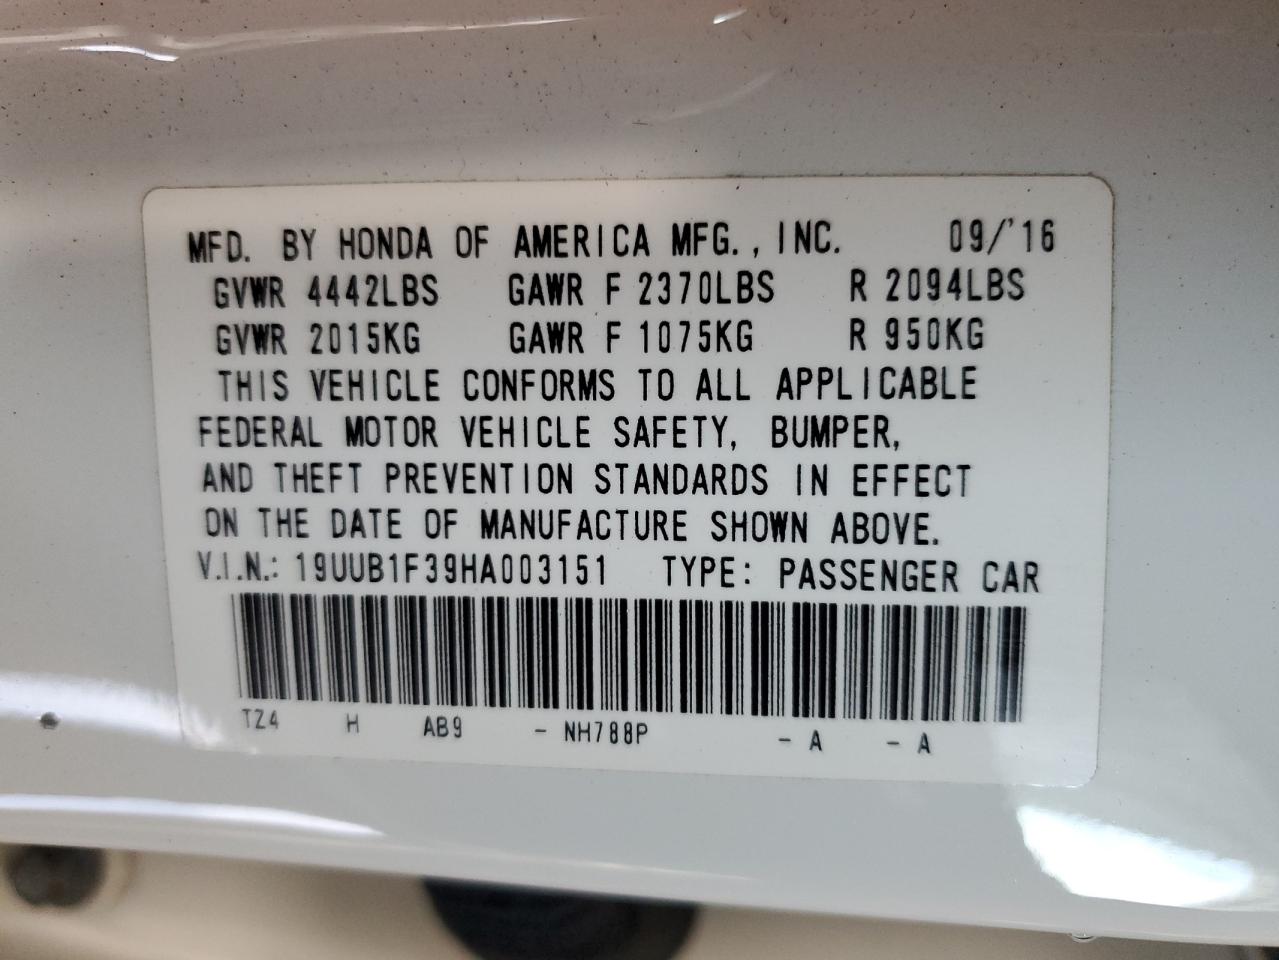 MFD. BY HONDA OF AMERICA MFG., INC. 09/'16
GVWR 4442LBS GAWR F 2370LBS R 2094LBS
GVWR 2015KG GAWR F 1075KG R 950KG
THIS VEHICLE CONFORMS TO ALL APPLICABLE
FEDERAL MOTOR VEHICLE SAFETY, BUMPER,
AND THEFT PREVENTION STANDARDS IN EFFECT
ON THE DATE OF MANUFACTURE SHOWN ABOVE.
V.I.N.: 19UUB1F39HA003151 TYPE: PASSENGER CAR
TZ4 H AB9 - NH788P - A - A